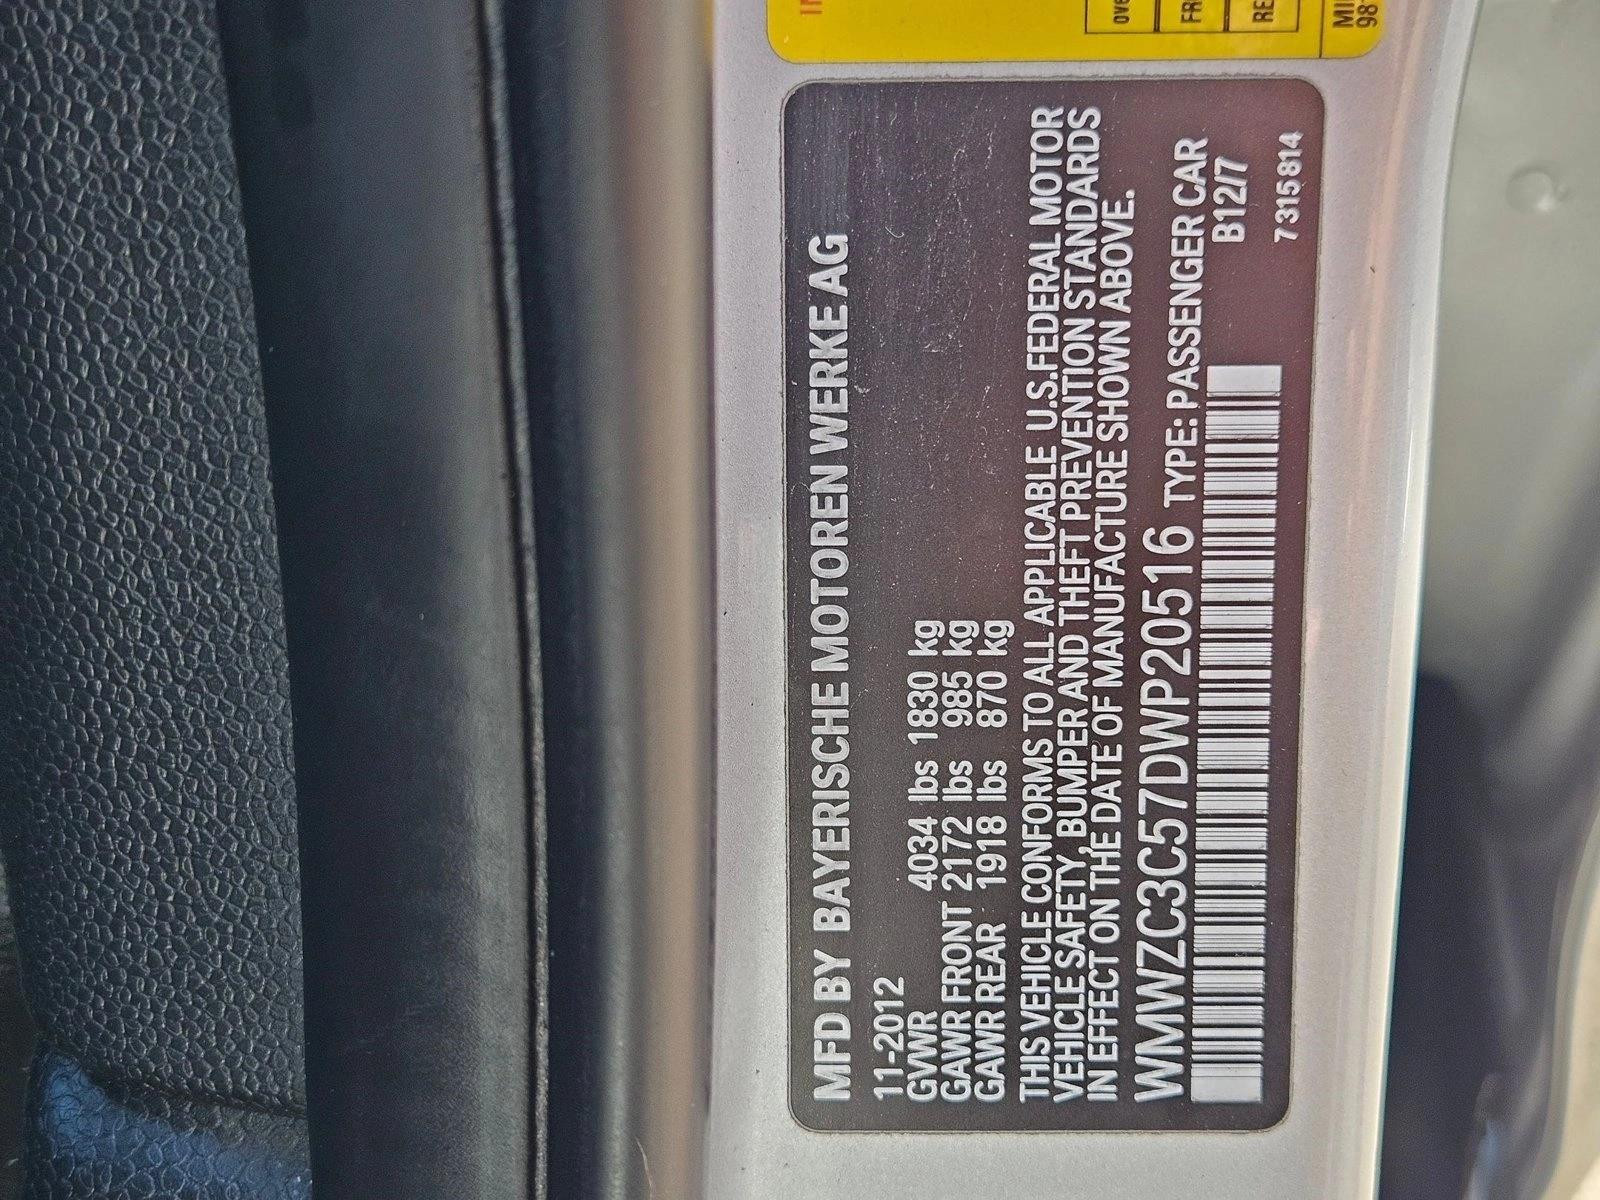 MFD BY BAYERISCHE MOTOREN WERKE AG
11-2012
GVWR 4034 lbs 1830 kg
GAWR FRONT 2172 lbs 985 kg
GAWR REAR 1918 lbs 870 kg
THIS VEHICLE CONFORMS TO ALL APPLICABLE U.S.FEDERAL MOTOR
VEHICLE SAFETY, BUMPER AND THEFT PREVENTION STANDARDS
IN EFFECT ON THE DATE OF MANUFACTURE SHOWN ABOVE.
WMWZC3C57DWP20516 TYPE: PASSENGER CAR
B12/7
7315814